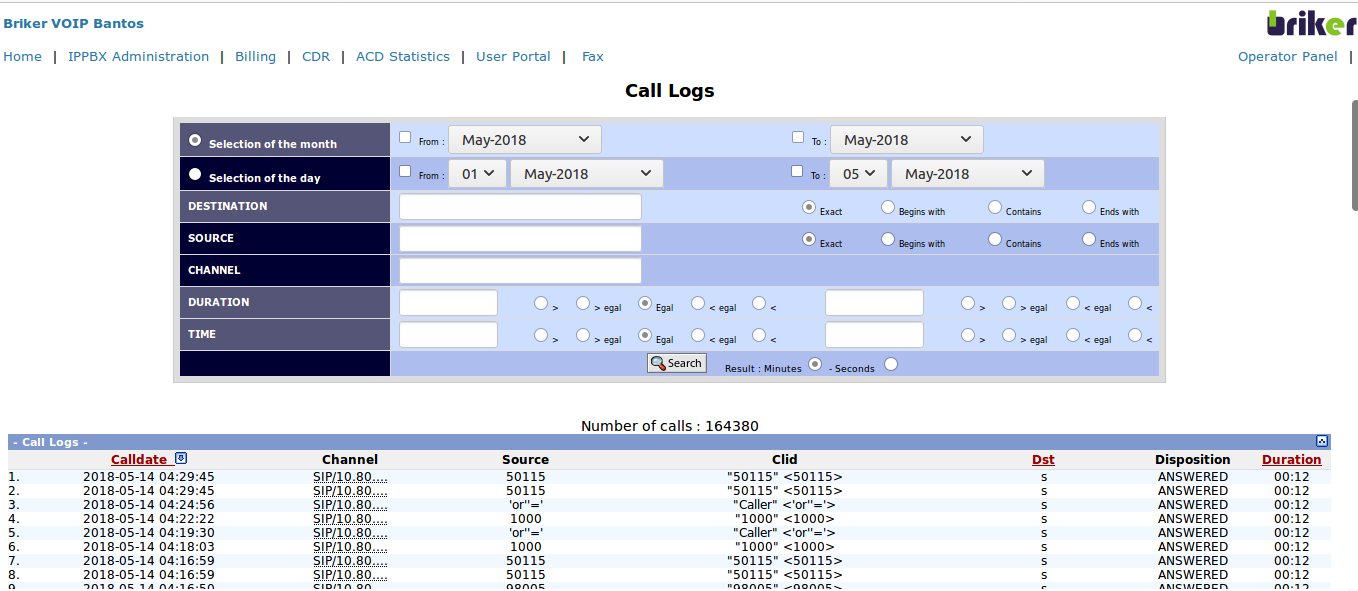 Briker VOIP Bantos
briker
Home | IPPBX Administration | Billing | CDR | ACD Statistics | User Portal | Fax Operator Panel |
Call Logs
Selection of the month From : May-2018 To : May-2018
Selection of the day From : 01 May-2018 To : 05 May-2018
DESTINATION Exact Begins with Contains Ends with
SOURCE Exact Begins with Contains Ends with
CHANNEL
DURATION > > egal Egal < egal < > > egal < egal <
TIME > > egal Egal < egal < > > egal < egal <
Search Result : Minutes - Seconds
Number of calls : 164380
- Call Logs -
Calldate Channel Source Clid Dst Disposition Duration
1. 2018-05-14 04:29:45 SIP/10.80.... 50115 "50115" <50115> s ANSWERED 00:12
2. 2018-05-14 04:29:45 SIP/10.80.... 50115 "50115" <50115> s ANSWERED 00:12
3. 2018-05-14 04:24:56 SIP/10.80.... 'or''=' "Caller" <'or''='> s ANSWERED 00:12
4. 2018-05-14 04:22:22 SIP/10.80.... 1000 "1000" <1000> s ANSWERED 00:12
5. 2018-05-14 04:19:30 SIP/10.80.... 'or''=' "Caller" <'or''='> s ANSWERED 00:12
6. 2018-05-14 04:18:03 SIP/10.80.... 1000 "1000" <1000> s ANSWERED 00:12
7. 2018-05-14 04:16:59 SIP/10.80.... 50115 "50115" <50115> s ANSWERED 00:12
8. 2018-05-14 04:16:59 SIP/10.80.... 50115 "50115" <50115> s ANSWERED 00:12
9. 2018-05-14 04:16:50 SIP/10.80.... 98005 "98005" <98005> s ANSWERED 00:12